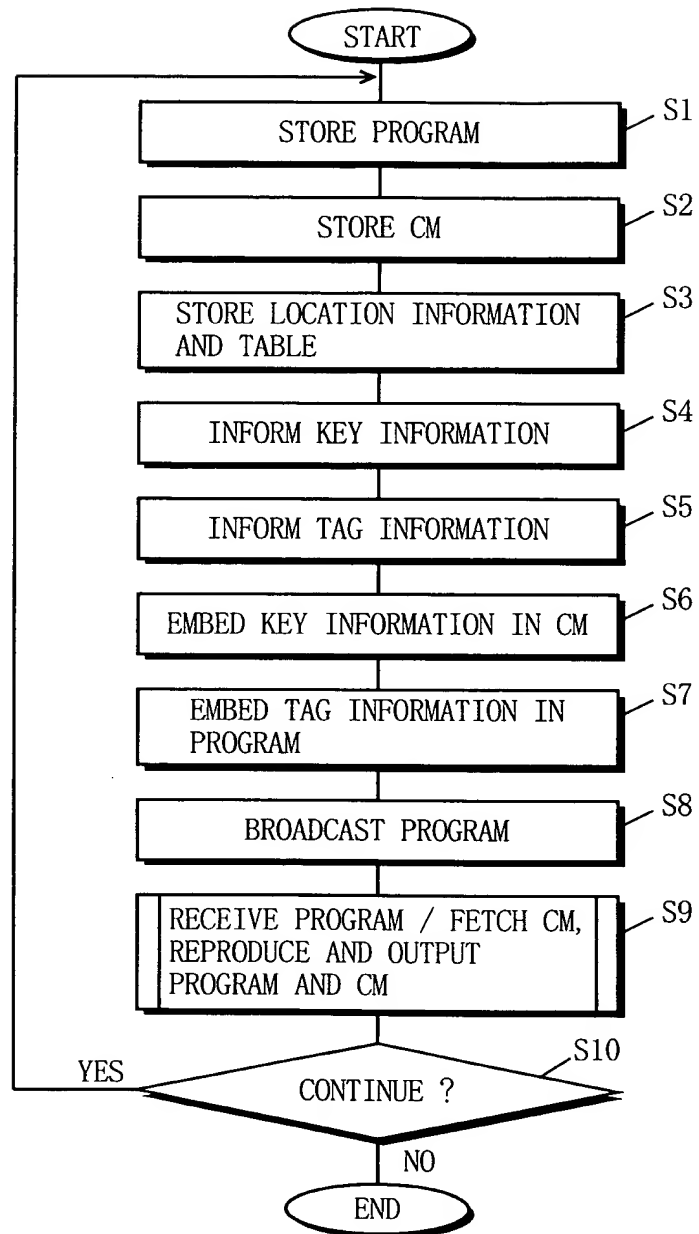 START
STORE PROGRAM
S1
STORE CM
S2
STORE LOCATION INFORMATION
AND TABLE
S3
INFORM KEY INFORMATION
S4
INFORM TAG INFORMATION
S5
EMBED KEY INFORMATION IN CM
S6
EMBED TAG INFORMATION IN
PROGRAM
S7
BROADCAST PROGRAM
S8
RECEIVE PROGRAM / FETCH CM,
REPRODUCE AND OUTPUT
PROGRAM AND CM
S9
CONTINUE ?
S10
YES
NO
END